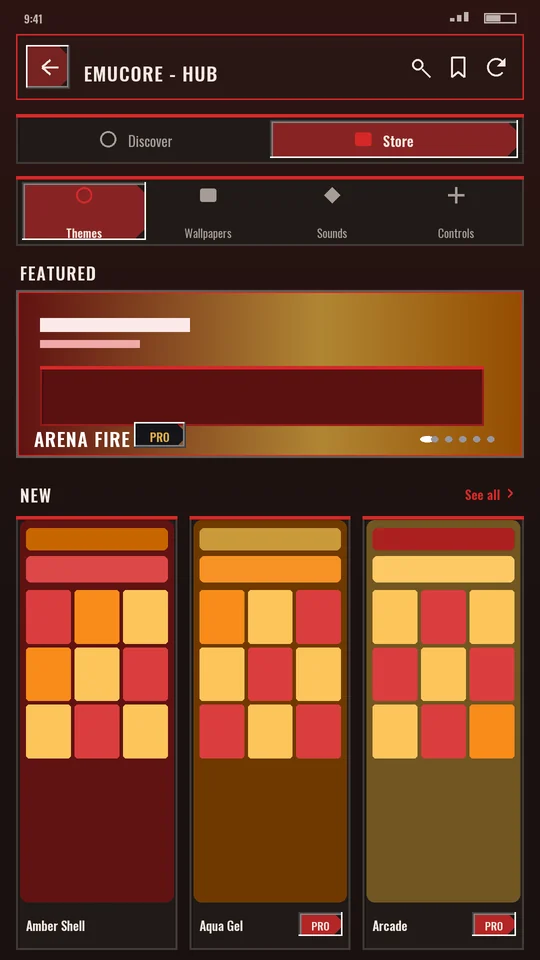 9:41
EMUCORE - HUB
Discover
Store
Themes
Wallpapers
Sounds
Controls
FEATURED
ARENA FIRE
PRO
NEW
See all
Amber Shell
Aqua Gel
PRO
Arcade
PRO